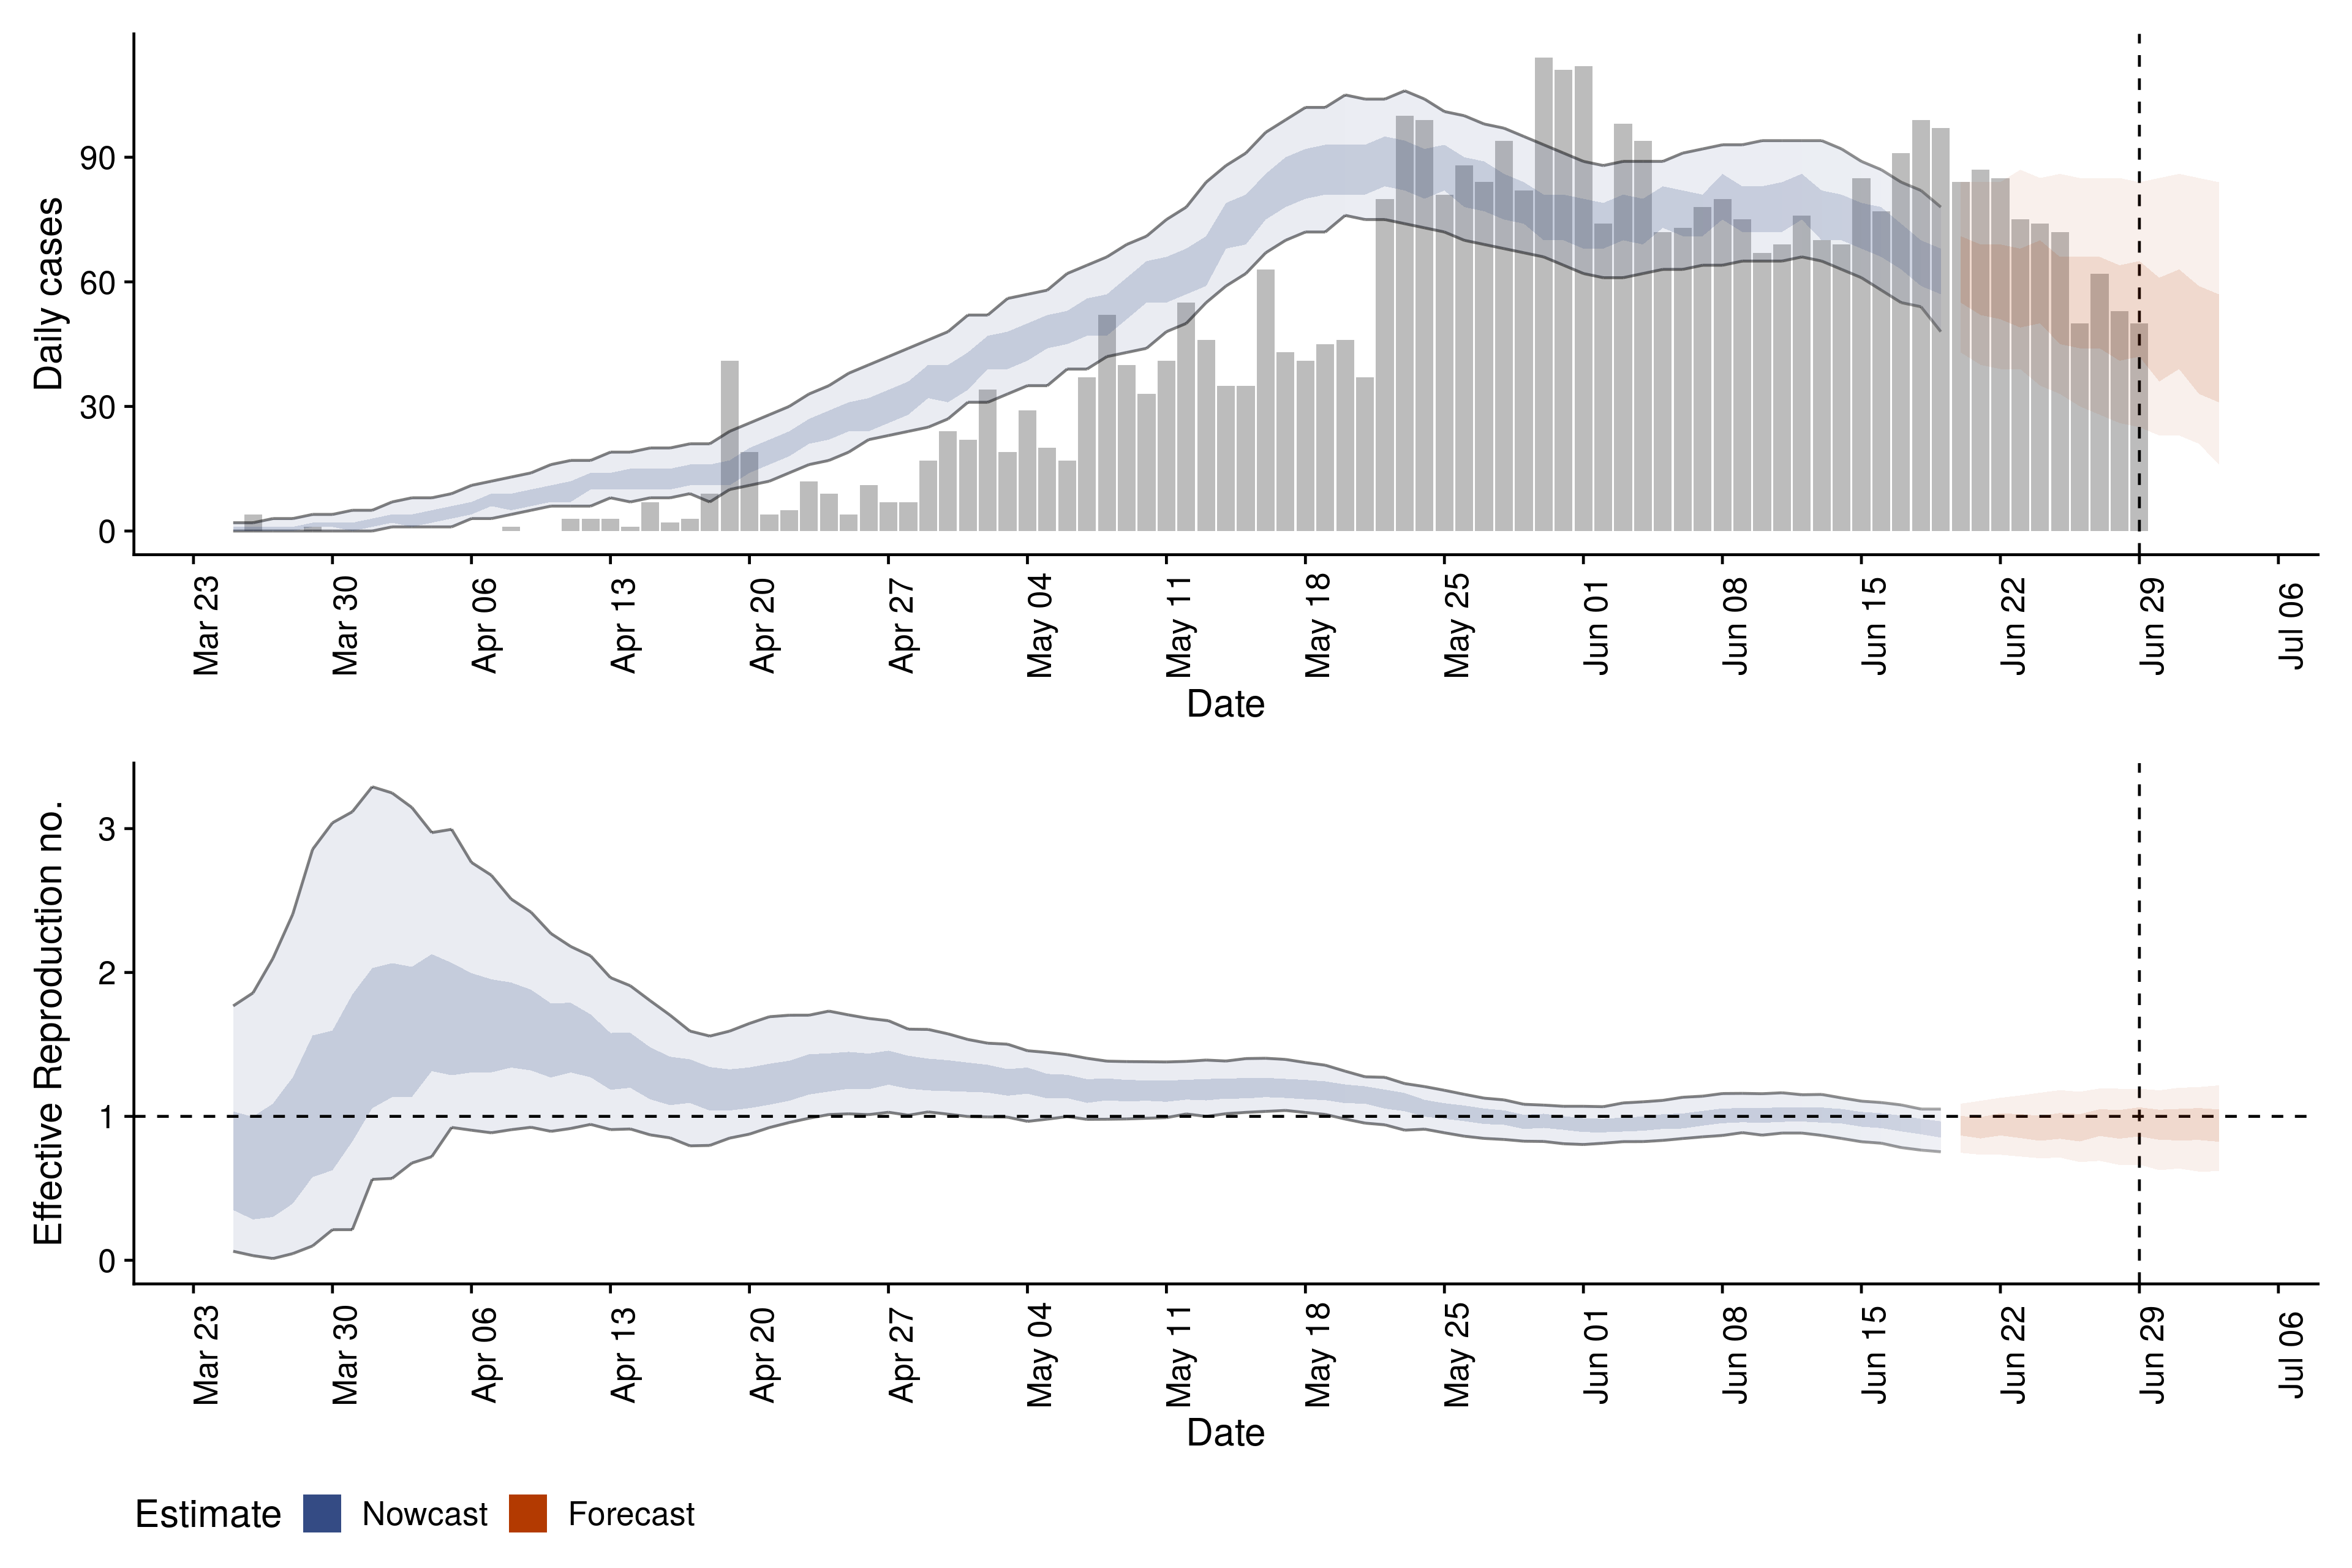 Daily cases
90
60
30
0
Mar 23 Mar 30 Apr 06 Apr 13 Apr 20 Apr 27 May 04 May 11 May 18 May 25 Jun 01 Jun 08 Jun 15 Jun 22 Jun 29 Jul 06
Date
Effective Reproduction no.
3
2
1
0
Mar 23 Mar 30 Apr 06 Apr 13 Apr 20 Apr 27 May 04 May 11 May 18 May 25 Jun 01 Jun 08 Jun 15 Jun 22 Jun 29 Jul 06
Date
Estimate Nowcast Forecast